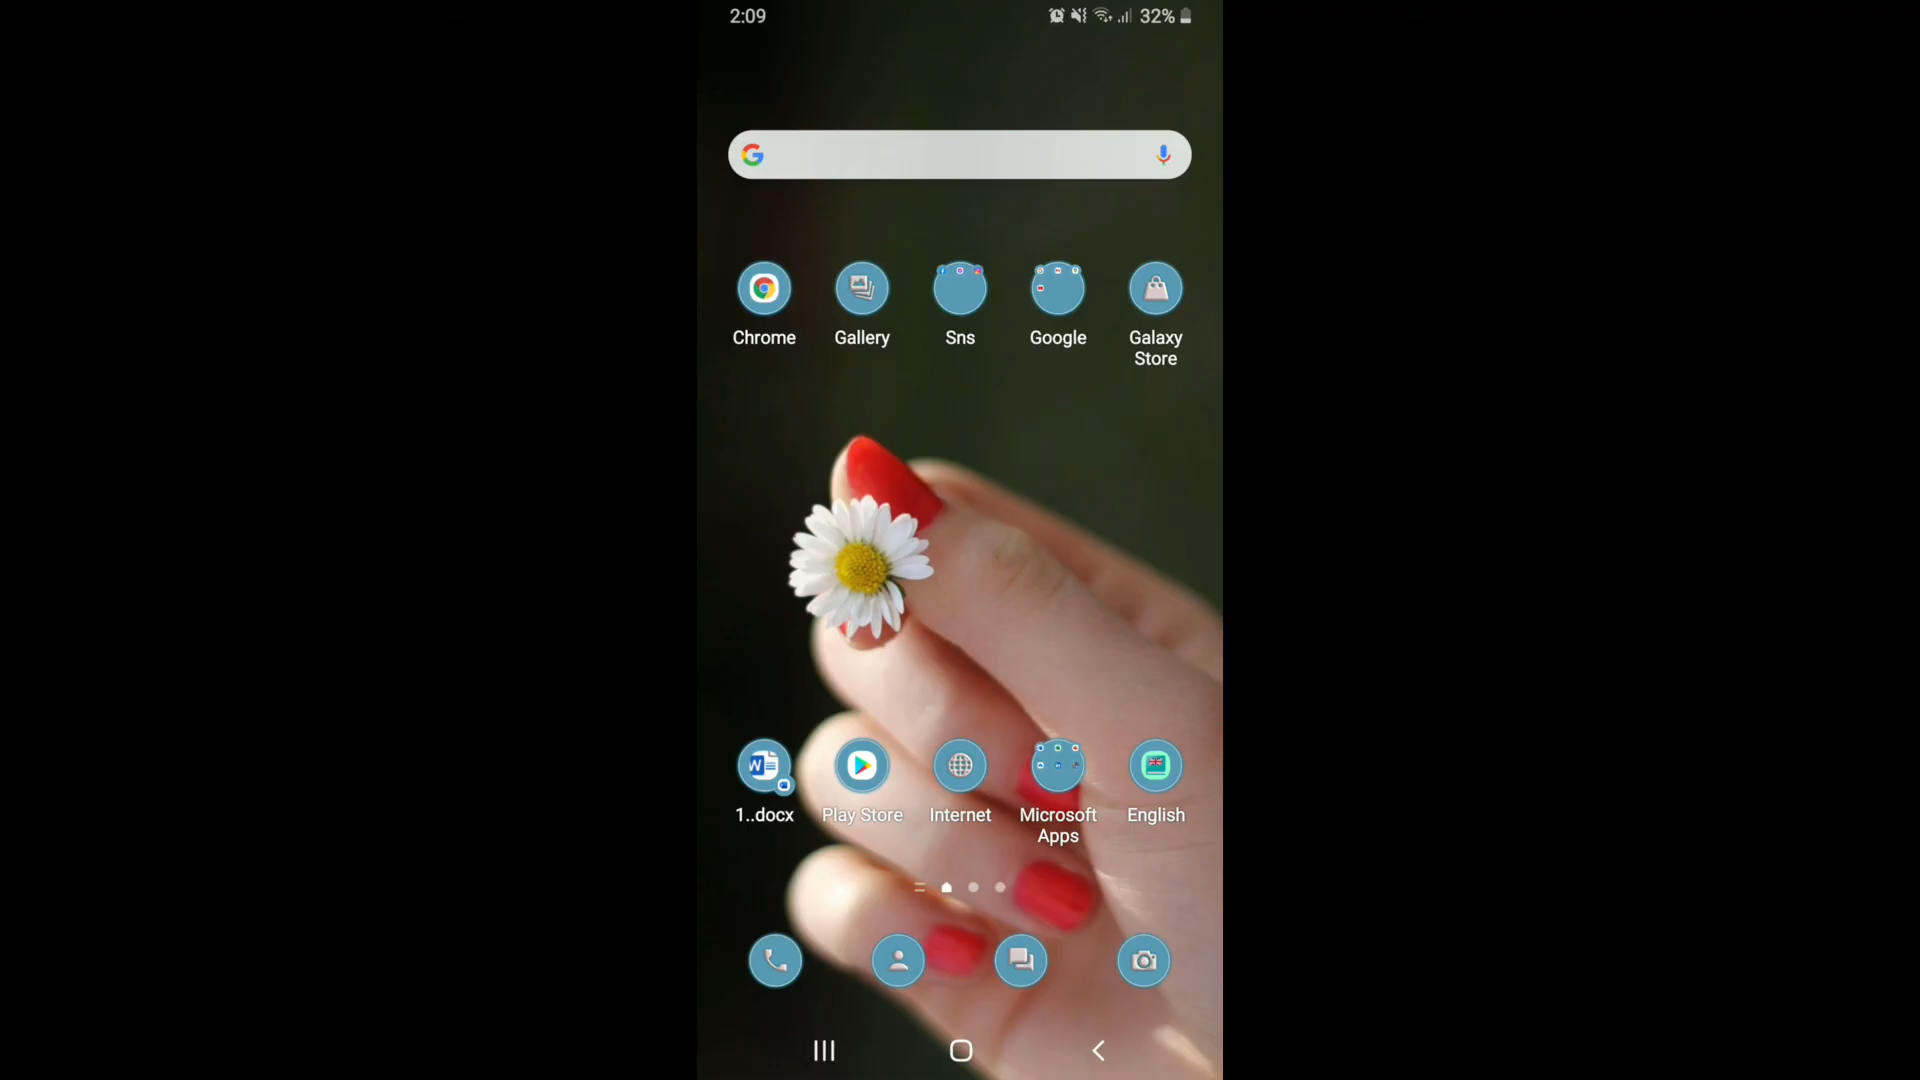 2:09
32%
Chrome
Gallery
Sns
Google
Galaxy
Store
1..docx
Play Store
Internet
Microsoft
Apps
English